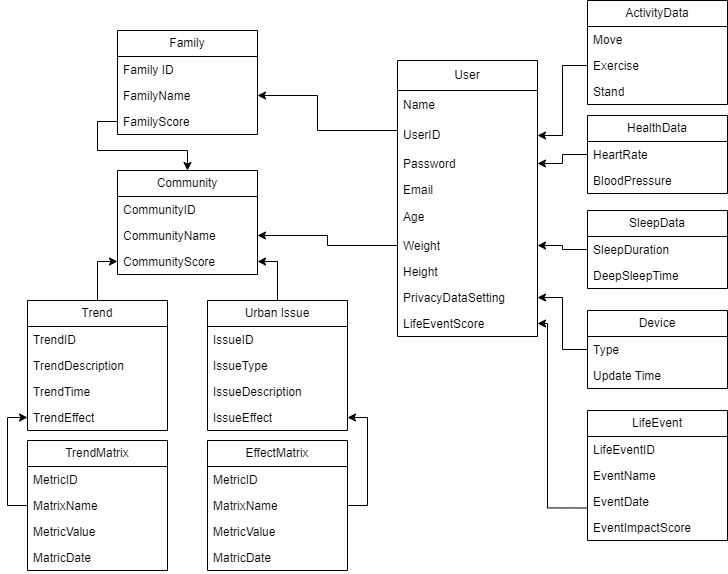 Family
Family ID
FamilyName
FamilyScore
Community
CommunityID
CommunityName
CommunityScore
Trend
TrendID
TrendDescription
TrendTime
TrendEffect
TrendMatrix
MetricID
MatrixName
MetricValue
MatricDate
Urban Issue
IssueID
IssueType
IssueDescription
IssueEffect
EffectMatrix
MetricID
MatrixName
MetricValue
MatricDate
User
Name
UserID
Password
Email
Age
Weight
Height
PrivacyDataSetting
LifeEventScore
ActivityData
Move
Exercise
Stand
HealthData
HeartRate
BloodPressure
SleepData
SleepDuration
DeepSleepTime
Device
Type
Update Time
LifeEvent
LifeEventID
EventName
EventDate
EventImpactScore